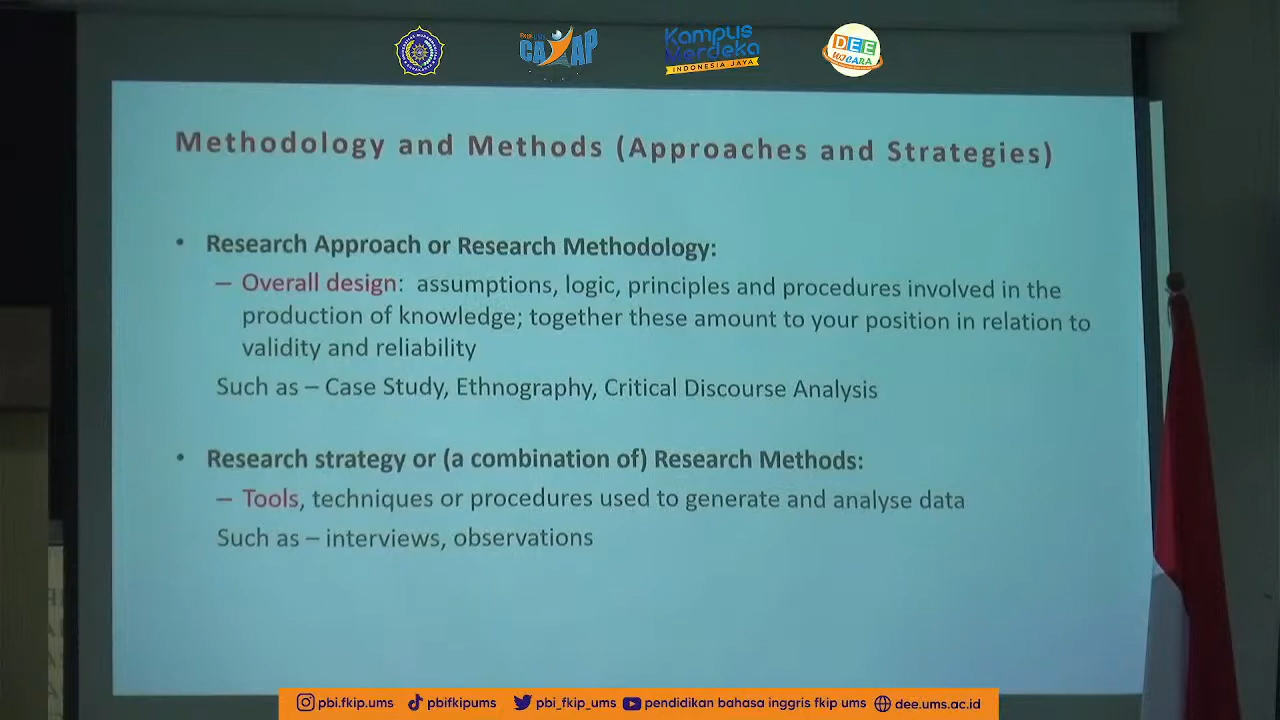 FKIP UMS
CAKAP
Kampus
Merdeka
INDONESIA JAYA
DEE
WICARA
Methodology and Methods (Approaches and Strategies)
• Research Approach or Research Methodology:
– Overall design: assumptions, logic, principles and procedures involved in the
production of knowledge; together these amount to your position in relation to
validity and reliability
Such as – Case Study, Ethnography, Critical Discourse Analysis
• Research strategy or (a combination of) Research Methods:
– Tools, techniques or procedures used to generate and analyse data
Such as – interviews, observations
pbi.fkip.ums pbifkipums pbi_fkip_ums pendidikan bahasa inggris fkip ums dee.ums.ac.id